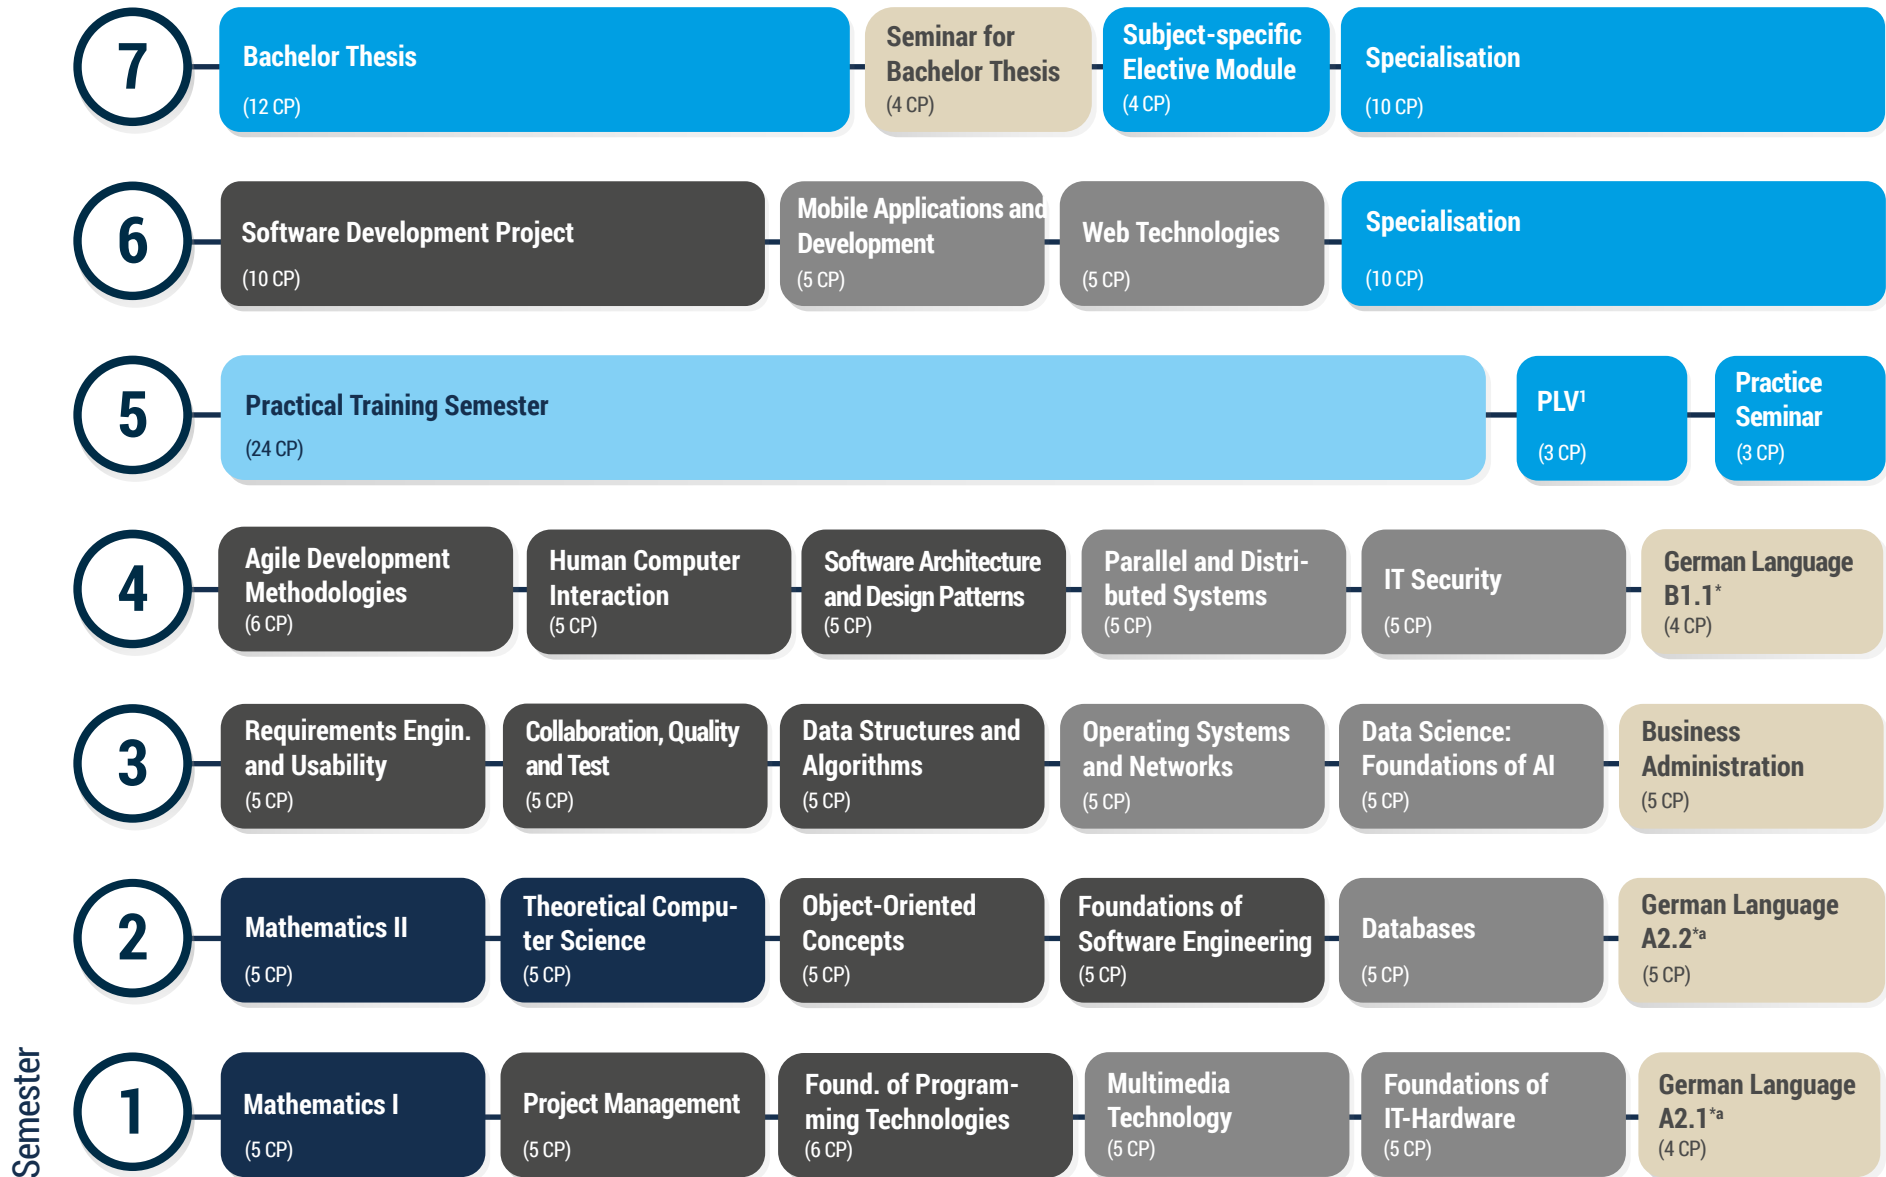 7
Bachelor Thesis
(12 CP)
Seminar for
Bachelor Thesis
(4 CP)
Subject-specific
Elective Module
(4 CP)
Specialisation
(10 CP)
6
Software Development Project
(10 CP)
Mobile Applications and
Development
(5 CP)
Web Technologies
(5 CP)
Specialisation
(10 CP)
5
Practical Training Semester
(24 CP)
PLV¹
(3 CP)
Practice
Seminar
(3 CP)
4
Agile Development
Methodologies
(6 CP)
Human Computer
Interaction
(5 CP)
Software Architecture
and Design Patterns
(5 CP)
Parallel and Distri-
buted Systems
(5 CP)
IT Security
(5 CP)
German Language
B1.1*
(4 CP)
3
Requirements Engin.
and Usability
(5 CP)
Collaboration, Quality
and Test
(5 CP)
Data Structures and
Algorithms
(5 CP)
Operating Systems
and Networks
(5 CP)
Data Science:
Foundations of AI
(5 CP)
Business
Administration
(5 CP)
2
Mathematics II
(5 CP)
Theoretical Compu-
ter Science
(5 CP)
Object-Oriented
Concepts
(5 CP)
Foundations of
Software Engineering
(5 CP)
Databases
(5 CP)
German Language
A2.2*a
(5 CP)
Semester
1
Mathematics I
(5 CP)
Project Management
(5 CP)
Found. of Program-
ming Technologies
(6 CP)
Multimedia
Technology
(5 CP)
Foundations of
IT-Hardware
(5 CP)
German Language
A2.1*a
(4 CP)